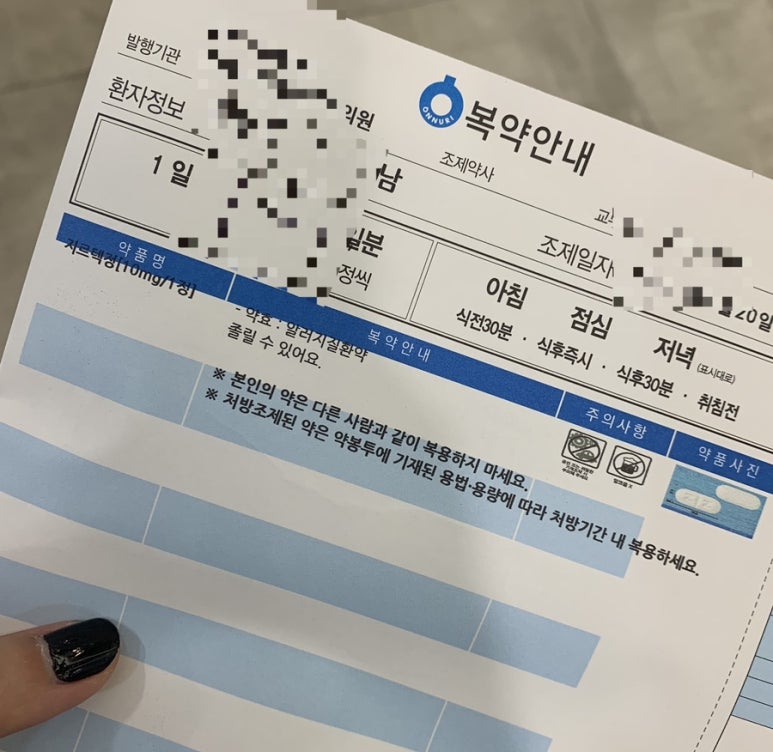 발행기관
의원
ONNURI
복약안내
환자정보
조제약사
조제일자
20일
1일
일분
정씩
아침 점심 저녁 (표시대로)
식전30분 · 식후즉시 · 식후30분 · 취침전
약품명
복약안내
주의사항
약품사진
지르텍정[10mg/1정]
- 약효 : 알러지질환약
졸릴 수 있어요.
※ 본인의 약은 다른 사람과 같이 복용하지 마세요.
※ 처방조제된 약은 약봉투에 기재된 용법·용량에 따라 처방기간 내 복용하세요.